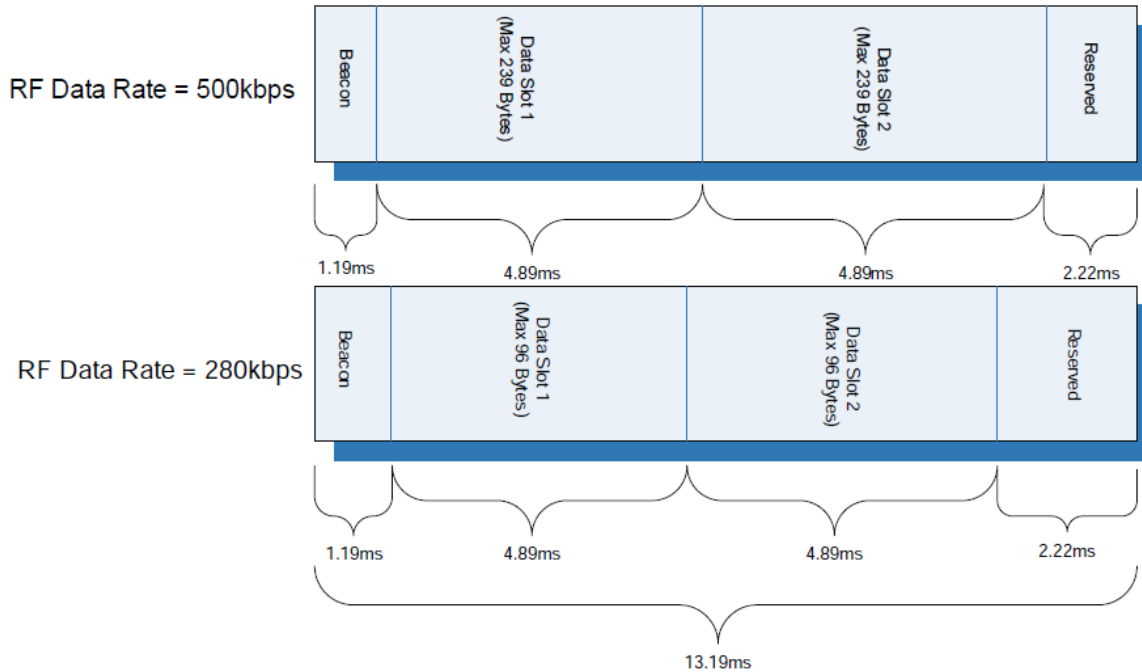 RF Data Rate = 500kbps
Beacon
Data Slot 1
(Max 239 Bytes)
Data Slot 2
(Max 239 Bytes)
Reserved
1.19ms
4.89ms
4.89ms
2.22ms
RF Data Rate = 280kbps
Beacon
Data Slot 1
(Max 96 Bytes)
Data Slot 2
(Max 96 Bytes)
Reserved
1.19ms
4.89ms
4.89ms
2.22ms
13.19ms